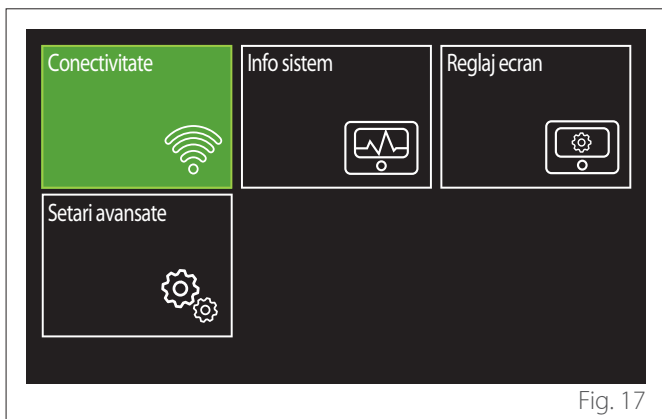 Conectivitate
Info sistem
Reglaj ecran
Setari avansate
Fig. 17